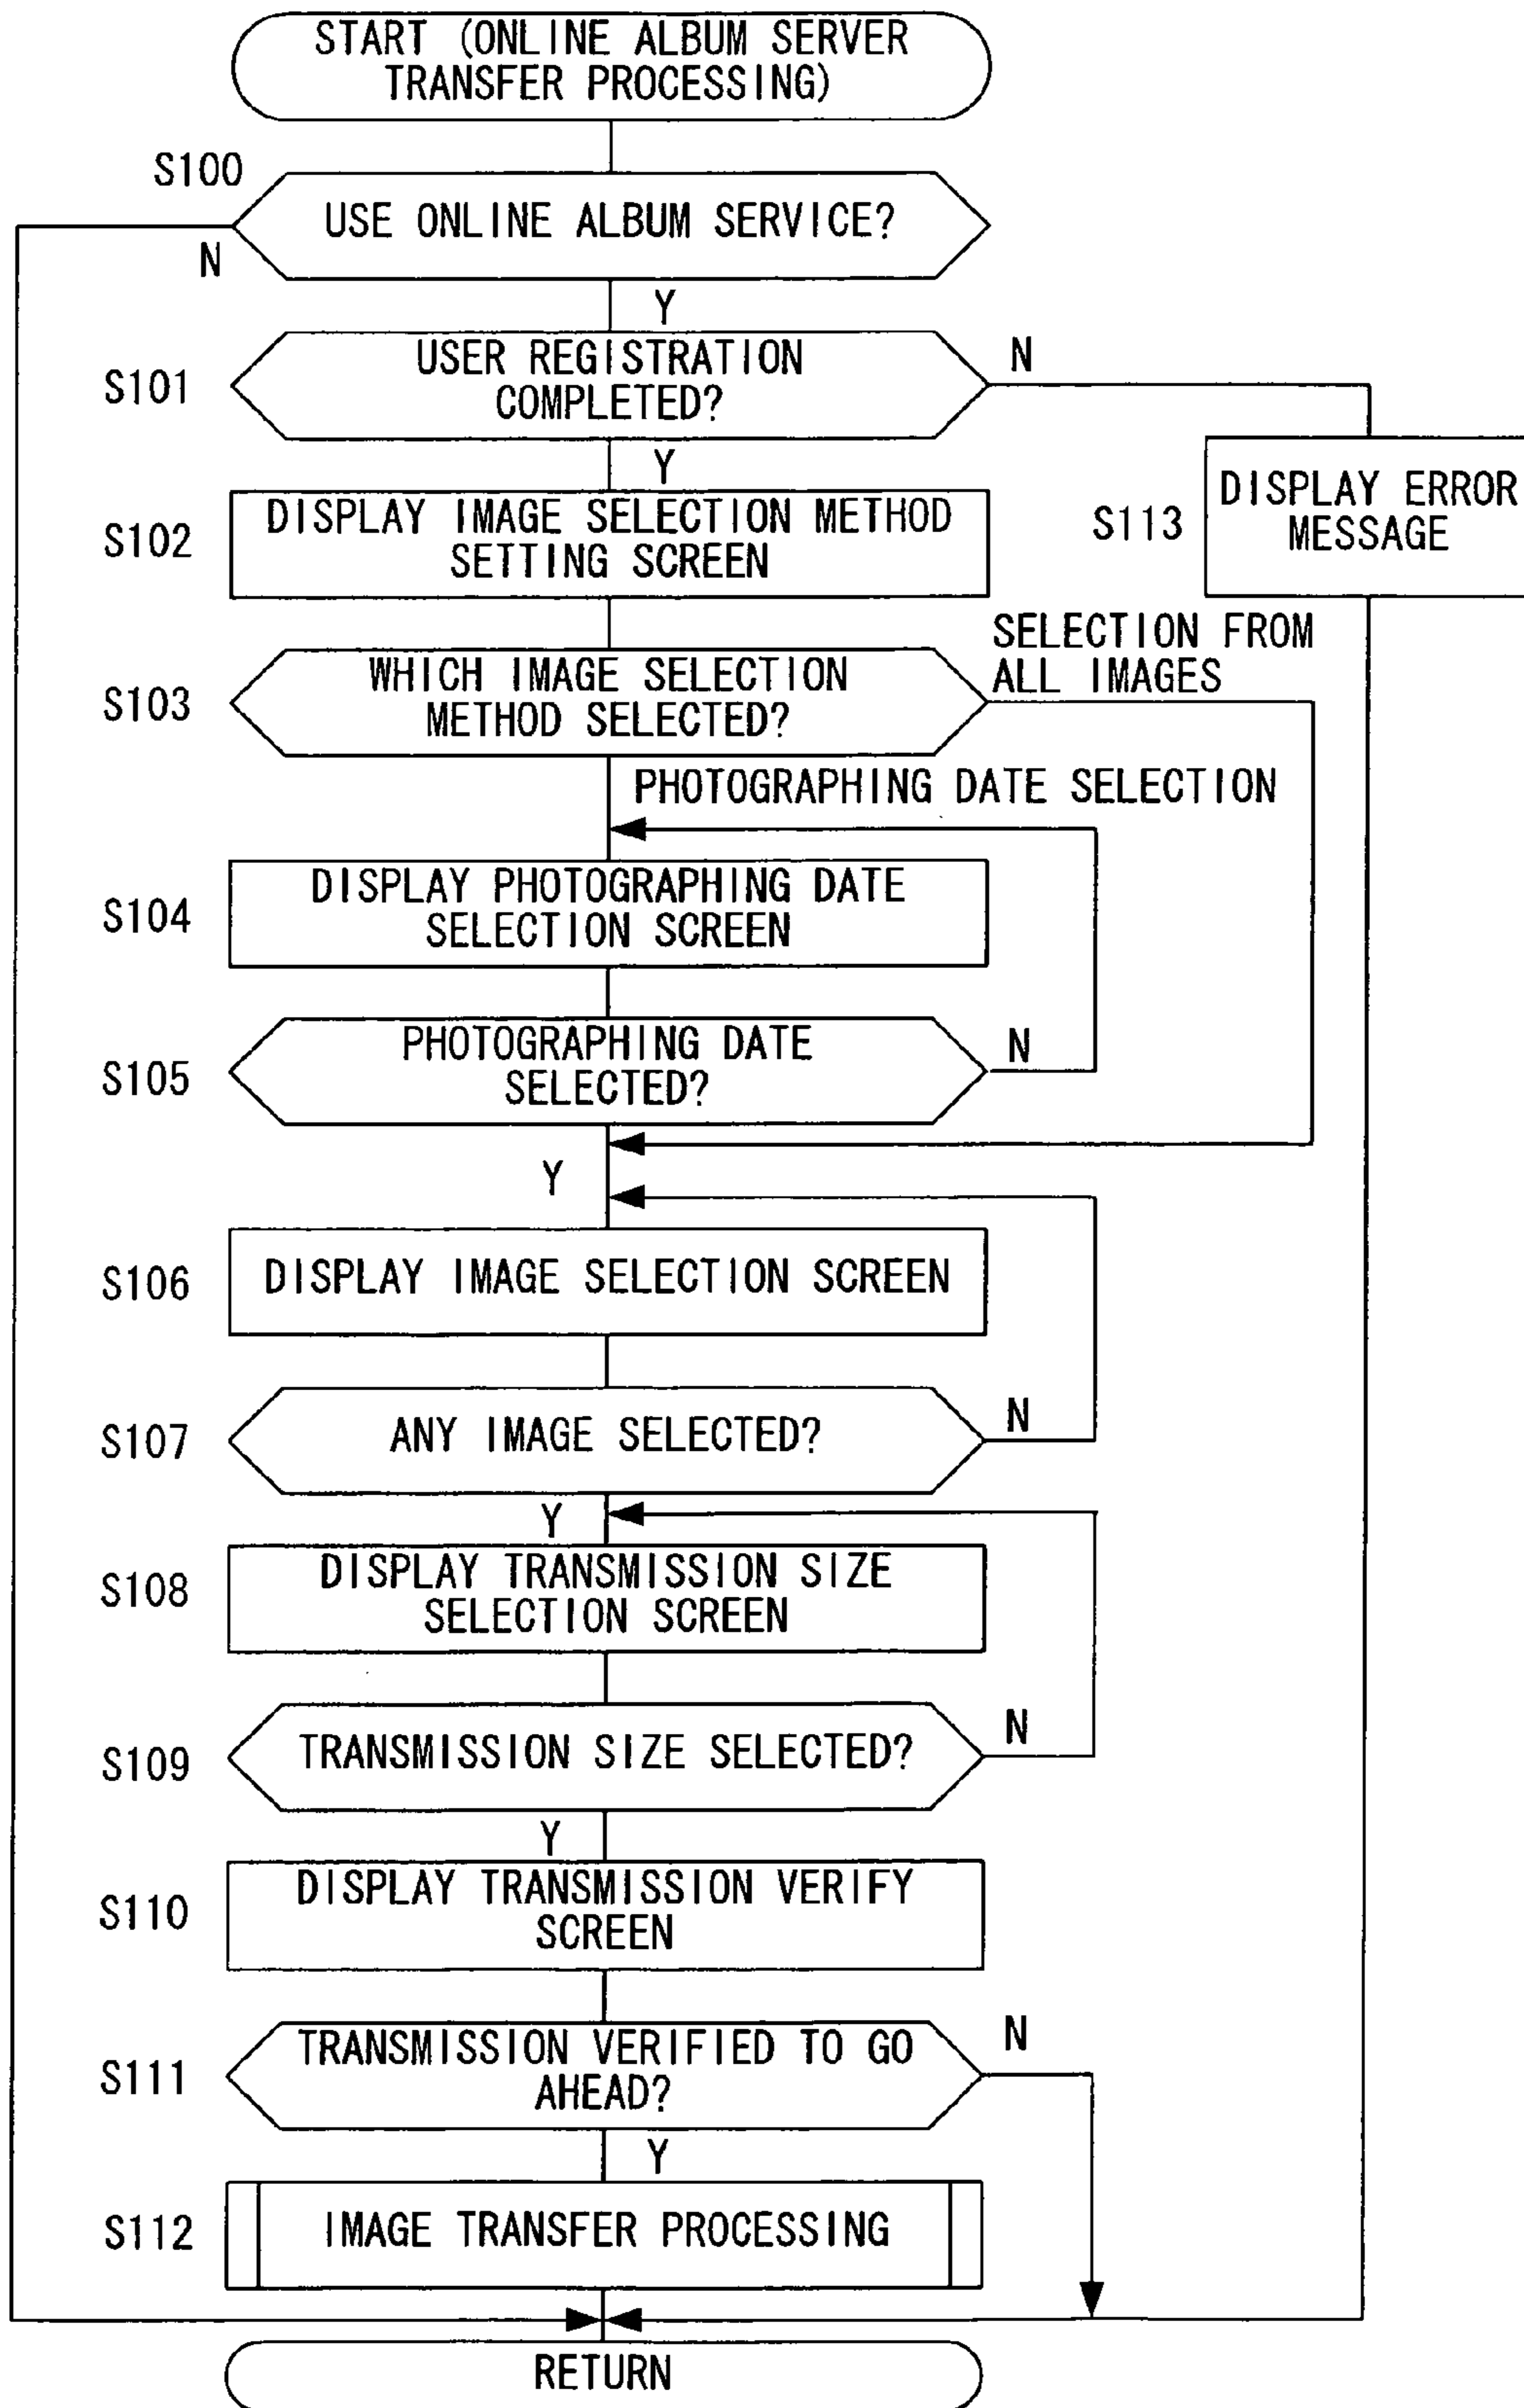 START (ONLINE ALBUM SERVER
TRANSFER PROCESSING)
S100
USE ONLINE ALBUM SERVICE?
N
Y
S101
USER REGISTRATION
COMPLETED?
N
Y
S102
DISPLAY IMAGE SELECTION METHOD
SETTING SCREEN
S113
DISPLAY ERROR
MESSAGE
S103
WHICH IMAGE SELECTION
METHOD SELECTED?
SELECTION FROM
ALL IMAGES
PHOTOGRAPHING DATE SELECTION
S104
DISPLAY PHOTOGRAPHING DATE
SELECTION SCREEN
S105
PHOTOGRAPHING DATE
SELECTED?
N
Y
S106
DISPLAY IMAGE SELECTION SCREEN
S107
ANY IMAGE SELECTED?
N
Y
S108
DISPLAY TRANSMISSION SIZE
SELECTION SCREEN
S109
TRANSMISSION SIZE SELECTED?
N
Y
S110
DISPLAY TRANSMISSION VERIFY
SCREEN
S111
TRANSMISSION VERIFIED TO GO
AHEAD?
N
Y
S112
IMAGE TRANSFER PROCESSING
RETURN